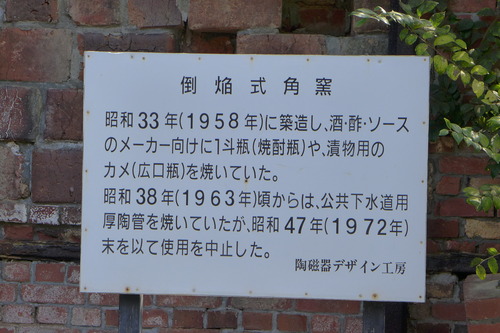 倒焔式角窯
昭和33年(1958年)に築造し、酒・酢・ソース
のメーカー向けに1斗瓶(焼酎瓶)や、漬物用の
カメ(広口瓶)を焼いていた。
昭和38年(1963年)頃からは、公共下水道用
厚陶管を焼いていたが、昭和47年(1972年)
末を以て使用を中止した。
陶磁器デザイン工房